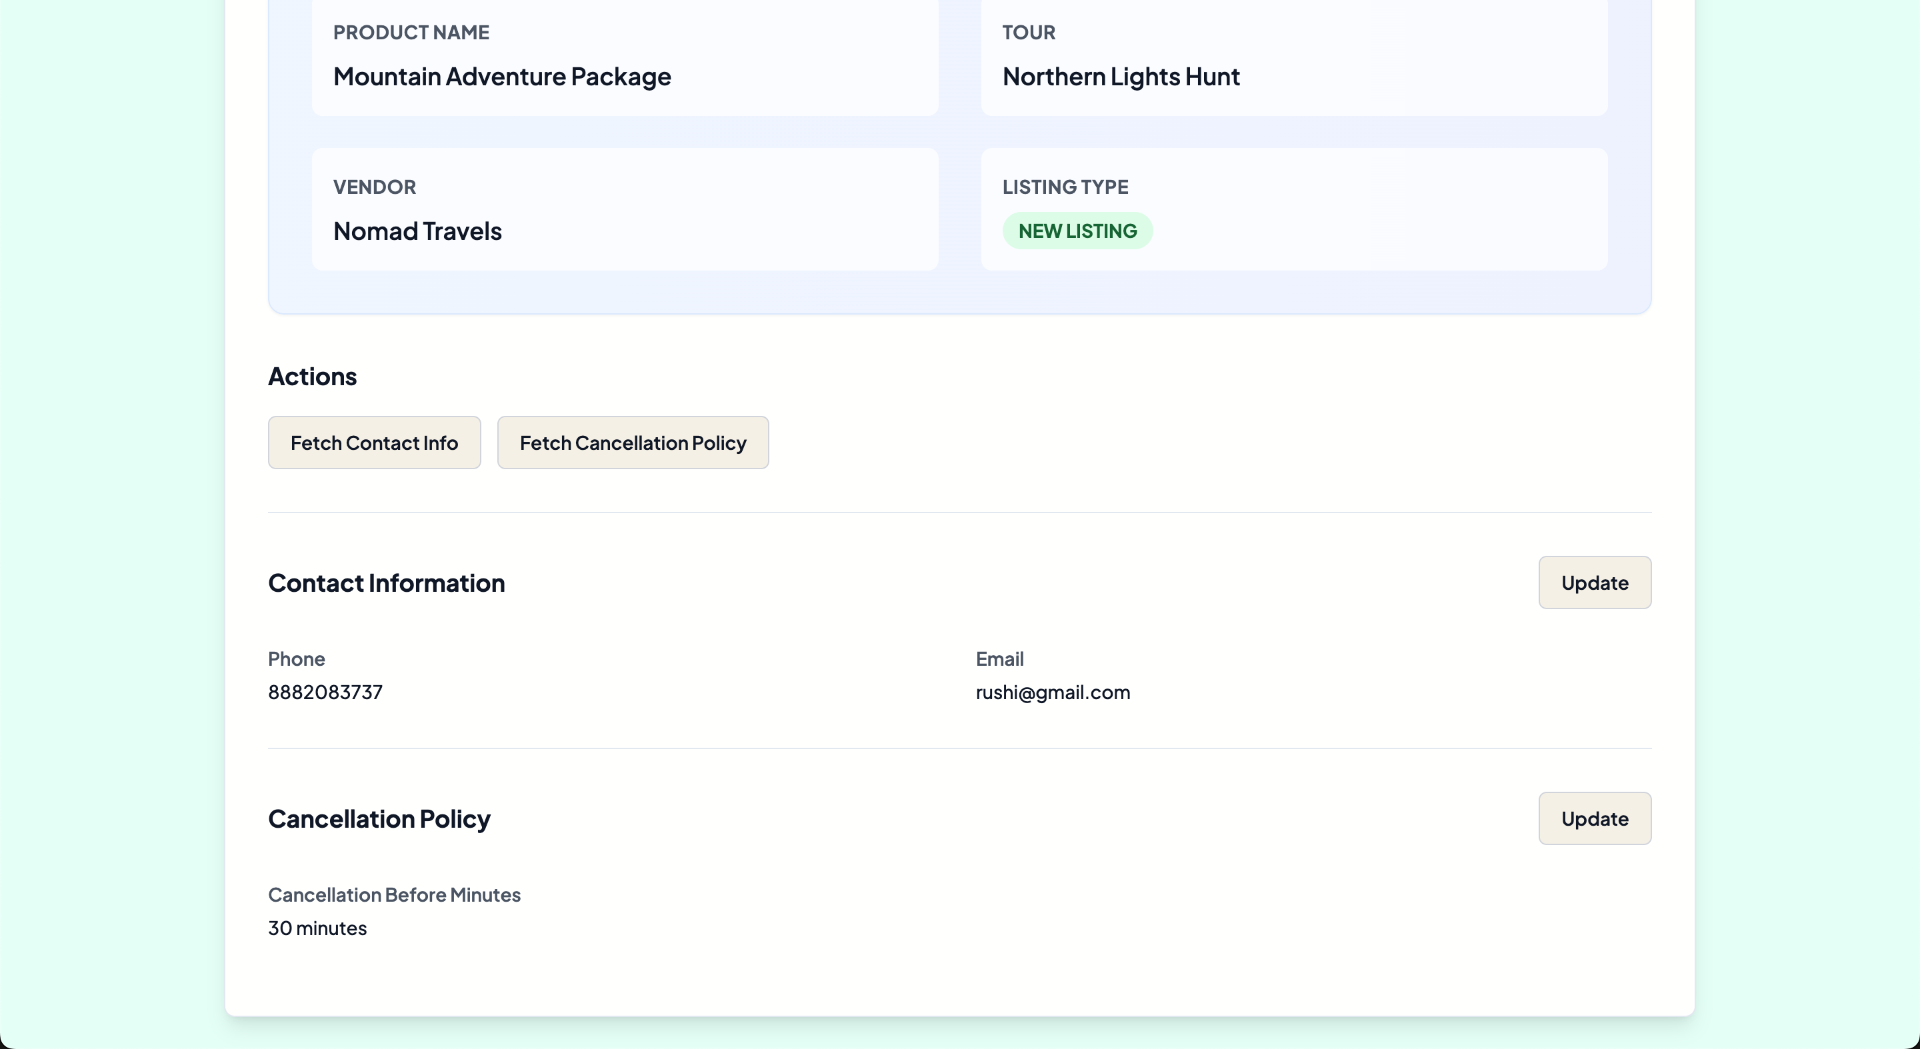 PRODUCT NAME
Mountain Adventure Package
TOUR
Northern Lights Hunt
VENDOR
Nomad Travels
LISTING TYPE
NEW LISTING
Actions
Fetch Contact Info
Fetch Cancellation Policy
Contact Information
Update
Phone
8882083737
Email
rushi@gmail.com
Cancellation Policy
Update
Cancellation Before Minutes
30 minutes